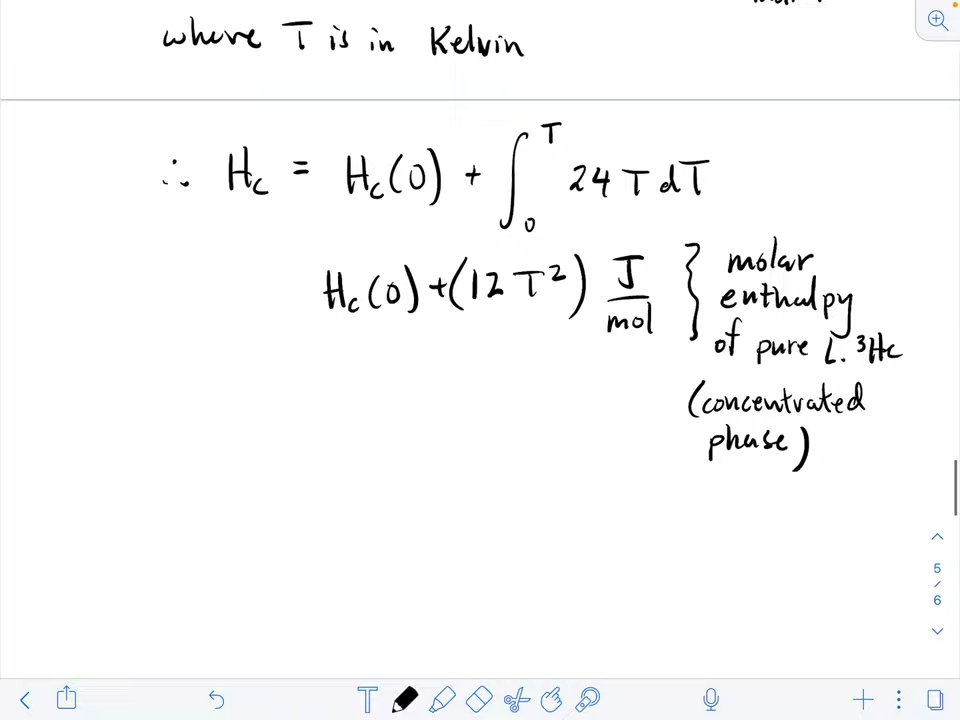 where T is in Kelvin
∴ H_c = H_c(0) + ∫_0^T 24 T dT
H_c(0) + (12 T²) J/mol } molar
enthalpy
of pure L. ³He
(concentrated
phase)
5
/
6
T